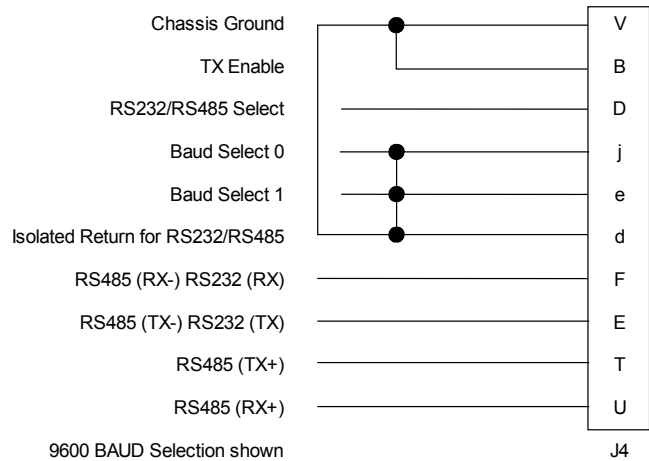 Chassis Ground V
TX Enable B
RS232/RS485 Select D
Baud Select 0 j
Baud Select 1 e
Isolated Return for RS232/RS485 d
RS485 (RX-) RS232 (RX) F
RS485 (TX-) RS232 (TX) E
RS485 (TX+) T
RS485 (RX+) U
9600 BAUD Selection shown J4